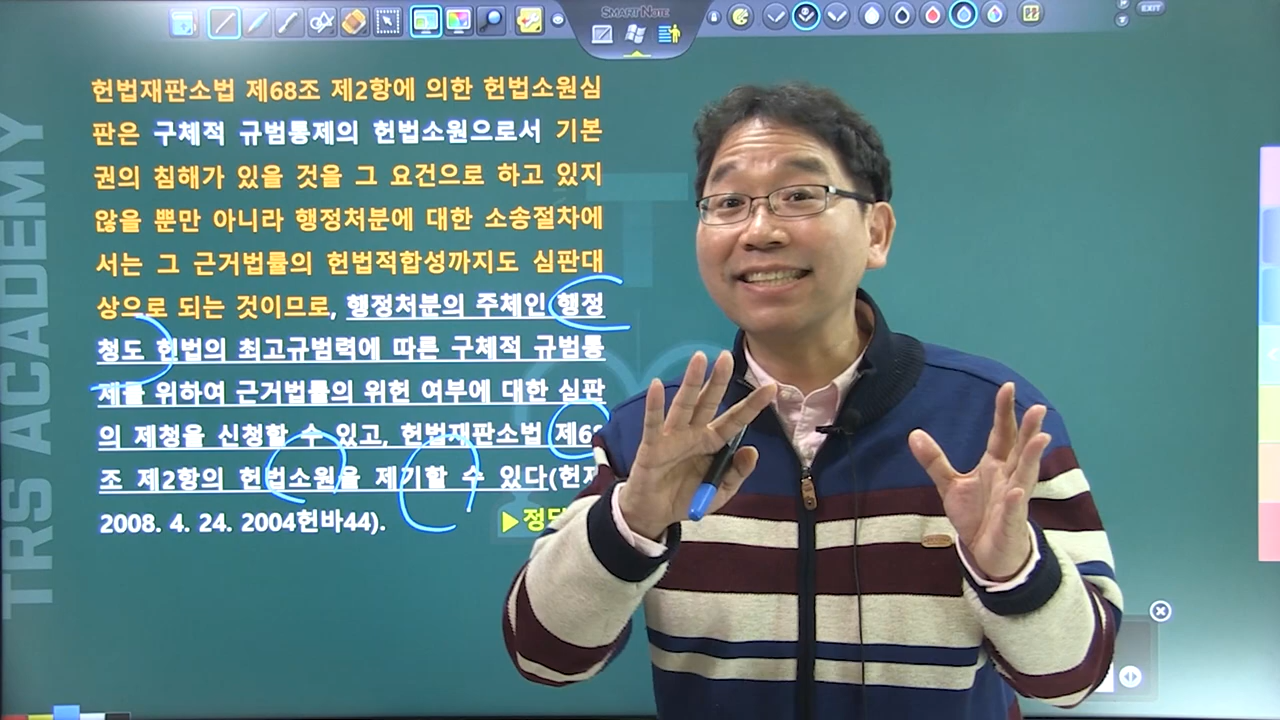 SMART NOTE
EXIT
헌법재판소법 제68조 제2항에 의한 헌법소원심
판은 구체적 규범통제의 헌법소원으로서 기본
권의 침해가 있을 것을 그 요건으로 하고 있지
않을 뿐만 아니라 행정처분에 대한 소송절차에
서는 그 근거법률의 헌법적합성까지도 심판대
상으로 되는 것이므로, 행정처분의 주체인 행정
청도 헌법의 최고규범력에 따른 구체적 규범통
제를 위하여 근거법률의 위헌 여부에 대한 심판
의 제청을 신청할 수 있고, 헌법재판소법 제68
조 제2항의 헌법소원을 제기할 수 있다(헌재
2008. 4. 24. 2004헌바44).
TRS ACADEMY